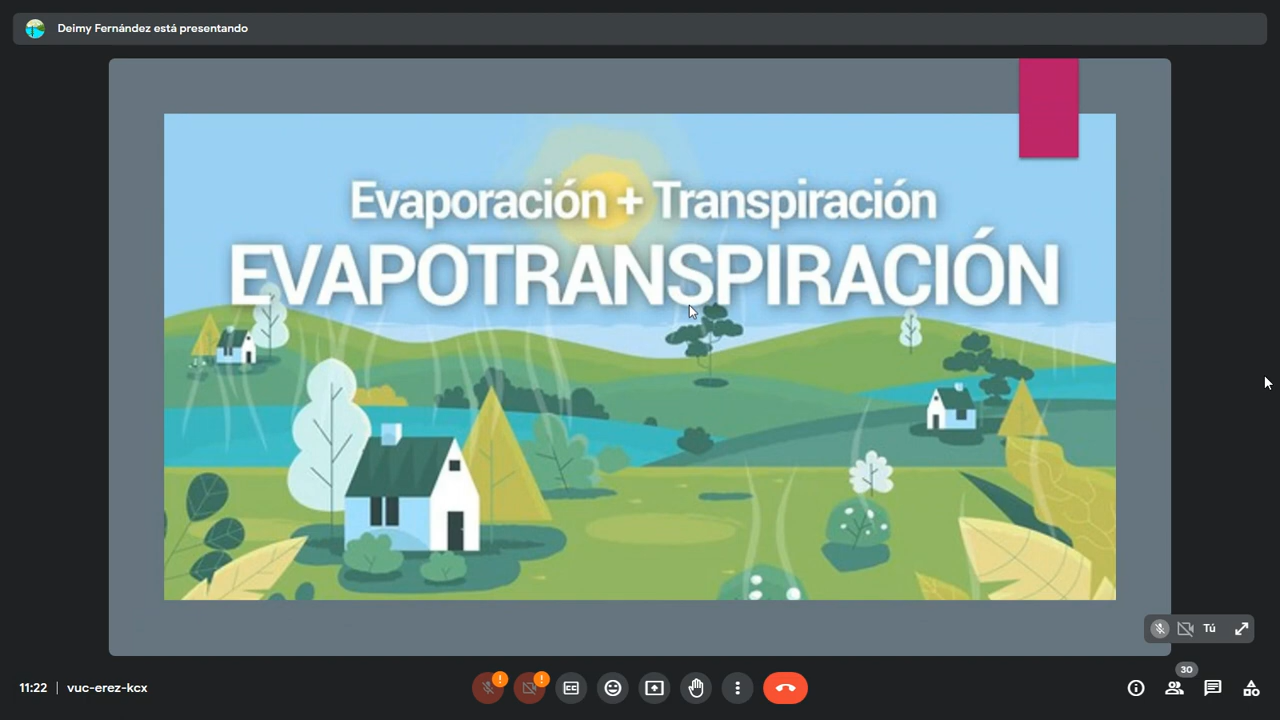 Deimy Fernández está presentando
Evaporación + Transpiración
EVAPOTRANSPIRACIÓN
Tú
11:22 | vuc-erez-kcx
30